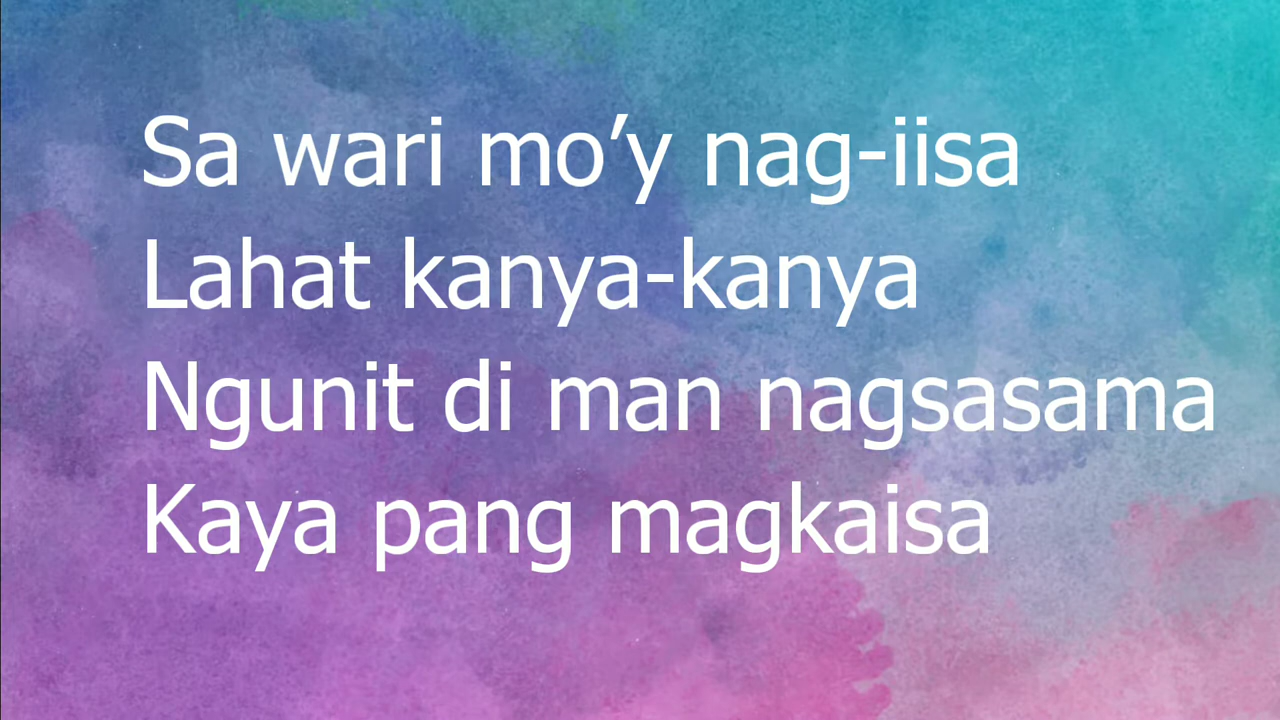 Sa wari mo’y nag-iisa
Lahat kanya-kanya
Ngunit di man nagsasama
Kaya pang magkaisa